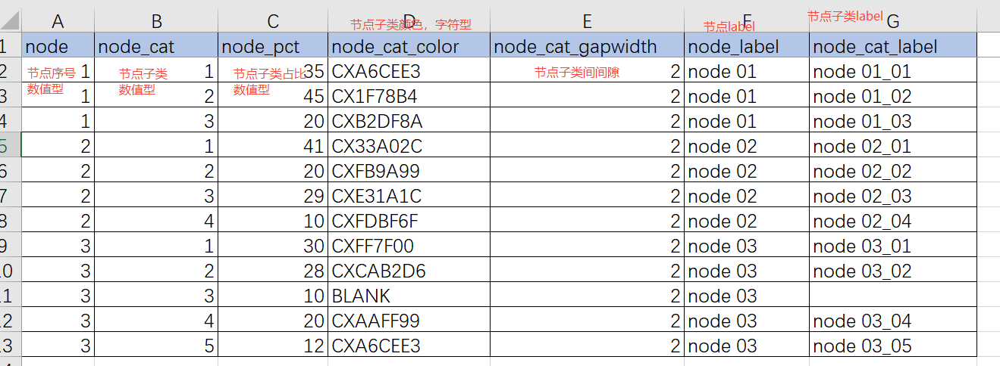 A B C D E F G
节点子类颜色，字符型 节点label 节点子类label
1 node node_cat node_pct node_cat_color node_cat_gapwidth node_label node_cat_label
2 节点序号 1 节点子类 1 节点子类占比 35 CXA6CEE3 节点子类间间隙 2 node 01 node 01_01
3 数值型 1 数值型 2 数值型 45 CX1F78B4 2 node 01 node 01_02
4 1 3 20 CXB2DF8A 2 node 01 node 01_03
5 2 1 41 CX33A02C 2 node 02 node 02_01
6 2 2 20 CXFB9A99 2 node 02 node 02_02
7 2 3 29 CXE31A1C 2 node 02 node 02_03
8 2 4 10 CXFDBF6F 2 node 02 node 02_04
9 3 1 30 CXFF7F00 2 node 03 node 03_01
10 3 2 28 CXCAB2D6 2 node 03 node 03_02
11 3 3 10 BLANK 2 node 03
12 3 4 20 CXAAFF99 2 node 03 node 03_04
13 3 5 12 CXA6CEE3 2 node 03 node 03_05